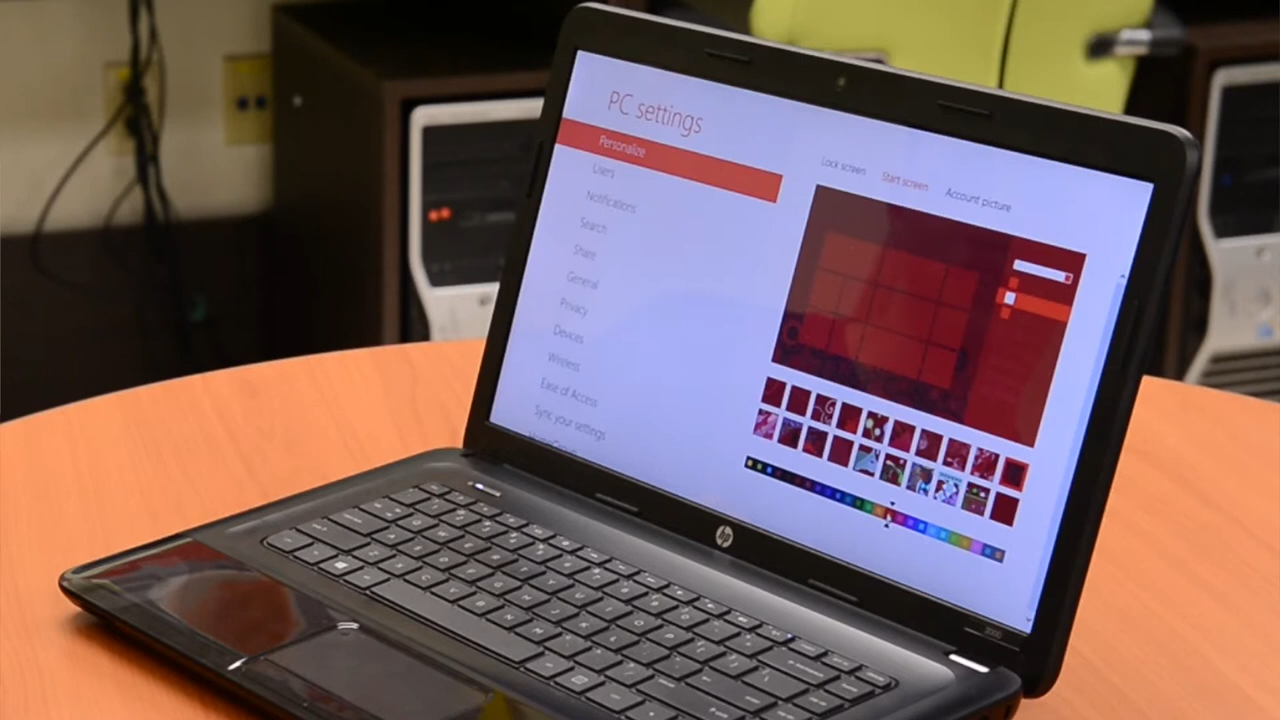 PC settings
Personalize
Users
Notifications
Search
Share
General
Privacy
Devices
Wireless
Ease of Access
Sync your settings
Lock screen
Start screen
Account picture
hp
2000